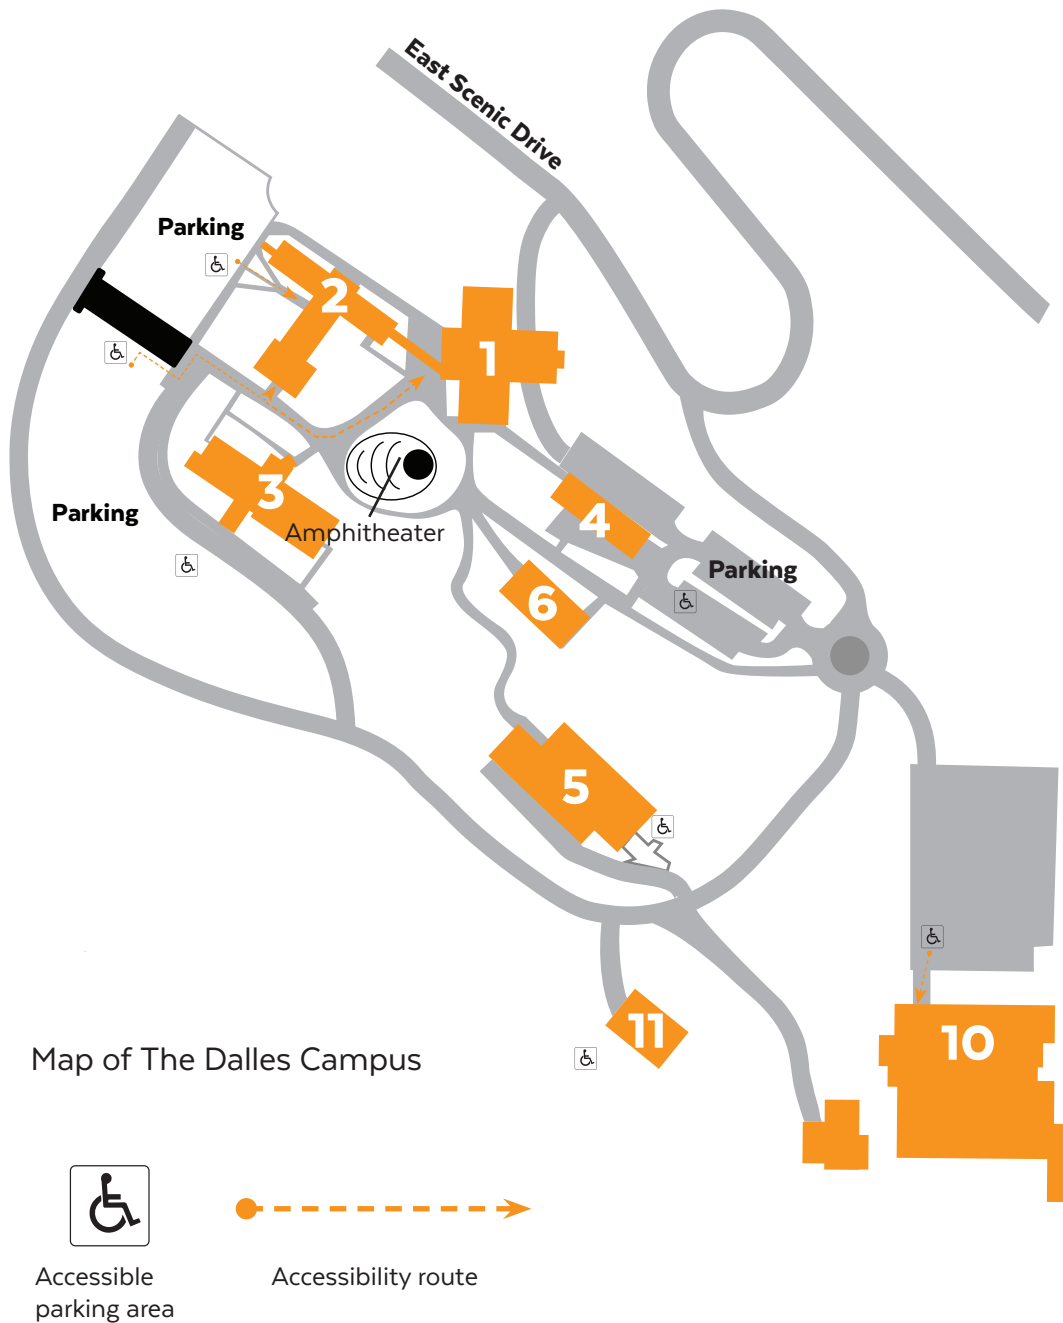 East Scenic Drive
Parking
2
1
3
Amphitheater
4
Parking
Parking
6
5
11
10
Map of The Dalles Campus
Accessible
parking area
Accessibility route